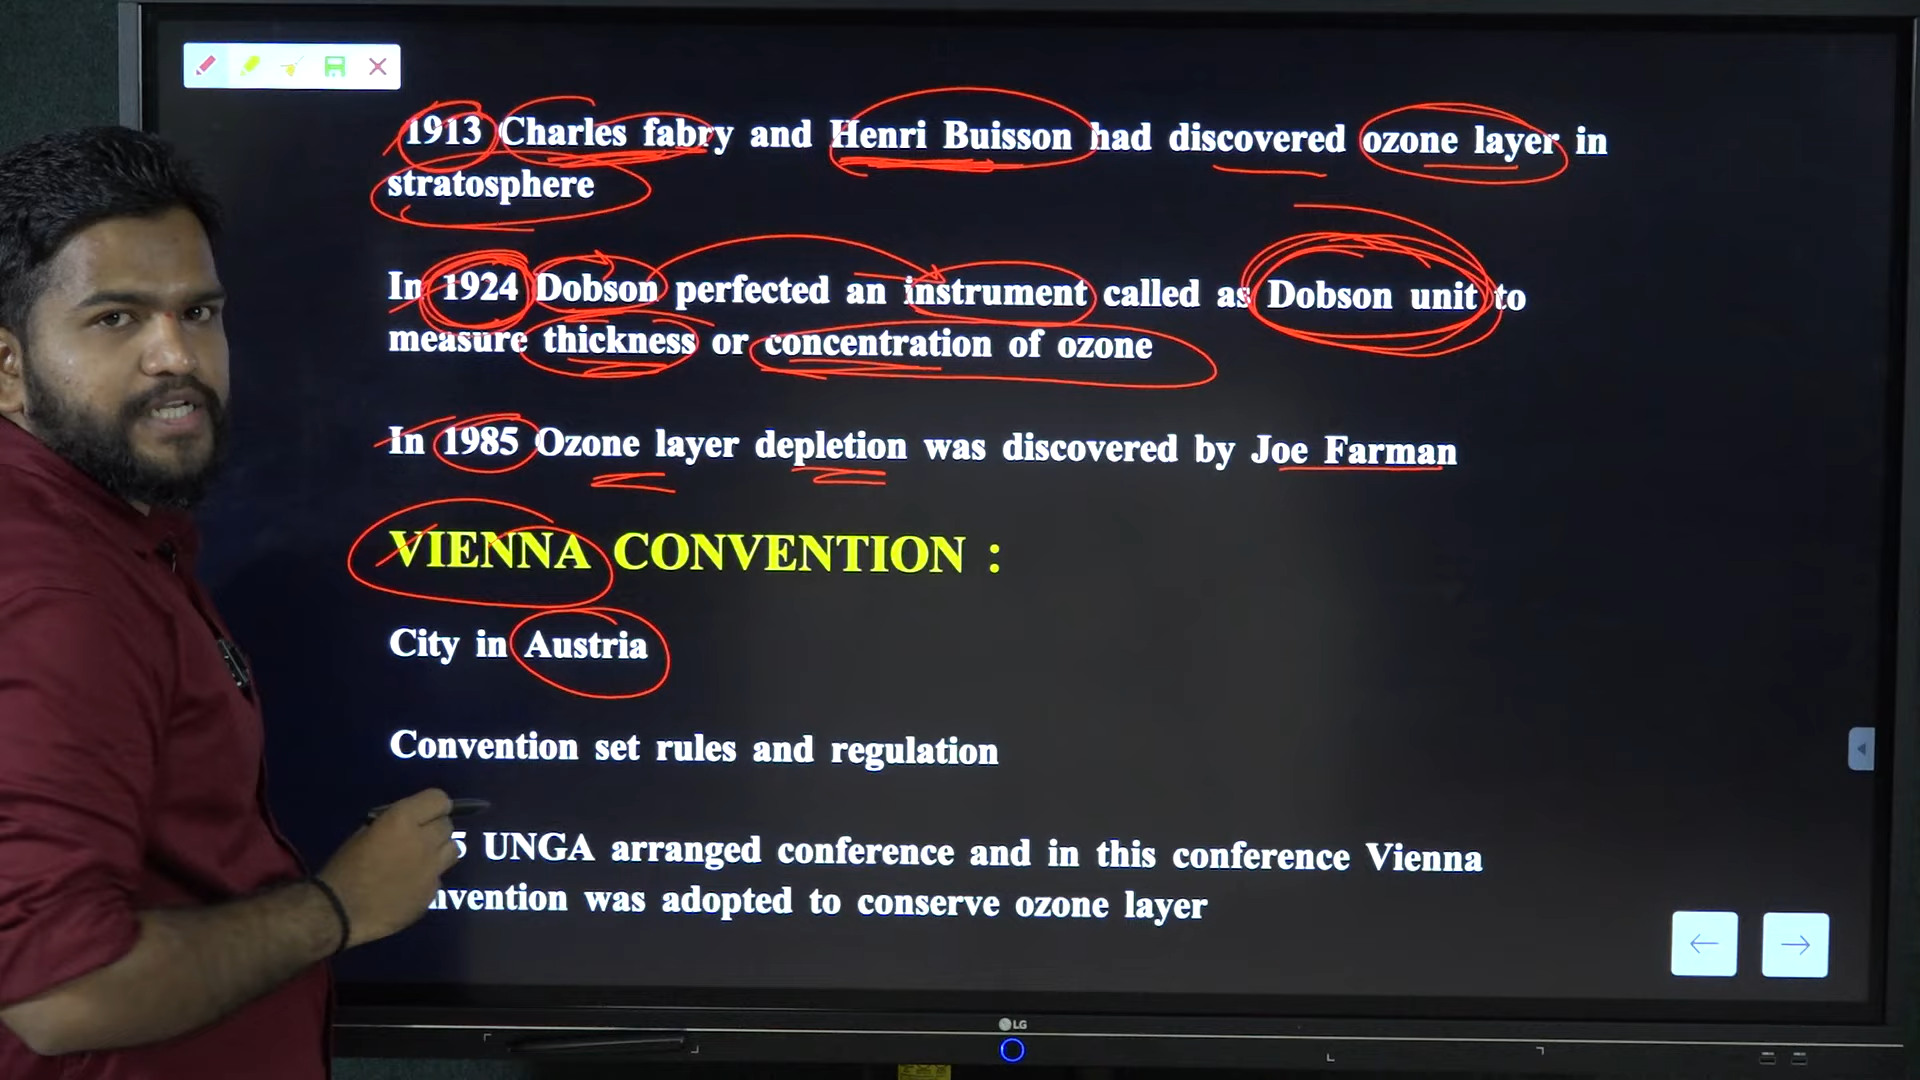 1913 Charles fabry and Henri Buisson had discovered ozone layer in
stratosphere
In 1924 Dobson perfected an instrument called as Dobson unit to
measure thickness or concentration of ozone
In 1985 Ozone layer depletion was discovered by Joe Farman
VIENNA CONVENTION :
City in Austria
Convention set rules and regulation
5 UNGA arranged conference and in this conference Vienna
nvention was adopted to conserve ozone layer
LG